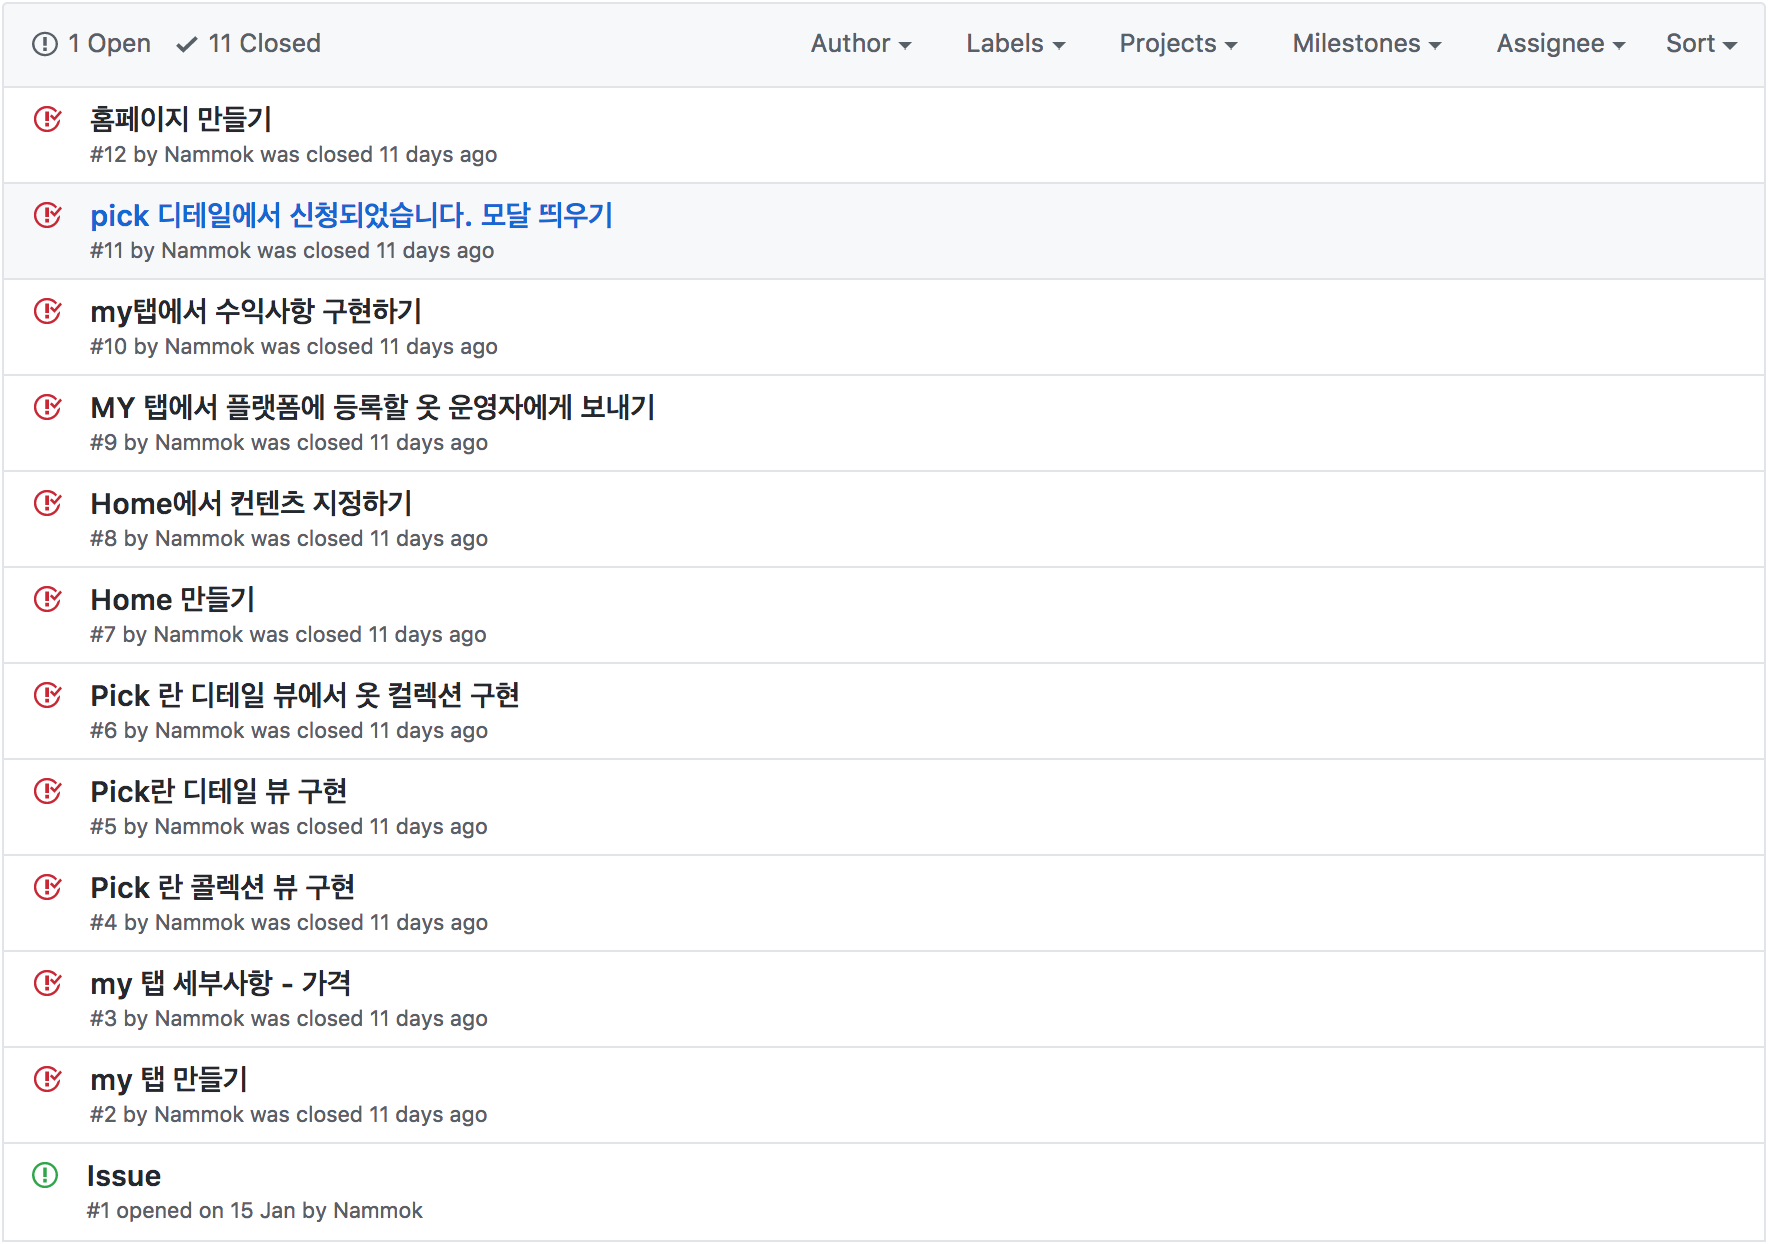 1 Open 11 Closed Author Labels Projects Milestones Assignee Sort
홈페이지 만들기
#12 by Nammok was closed 11 days ago
pick 디테일에서 신청되었습니다. 모달 띄우기
#11 by Nammok was closed 11 days ago
my탭에서 수익사항 구현하기
#10 by Nammok was closed 11 days ago
MY 탭에서 플랫폼에 등록할 옷 운영자에게 보내기
#9 by Nammok was closed 11 days ago
Home에서 컨텐츠 지정하기
#8 by Nammok was closed 11 days ago
Home 만들기
#7 by Nammok was closed 11 days ago
Pick 란 디테일 뷰에서 옷 컬렉션 구현
#6 by Nammok was closed 11 days ago
Pick란 디테일 뷰 구현
#5 by Nammok was closed 11 days ago
Pick 란 콜렉션 뷰 구현
#4 by Nammok was closed 11 days ago
my 탭 세부사항 - 가격
#3 by Nammok was closed 11 days ago
my 탭 만들기
#2 by Nammok was closed 11 days ago
Issue
#1 opened on 15 Jan by Nammok